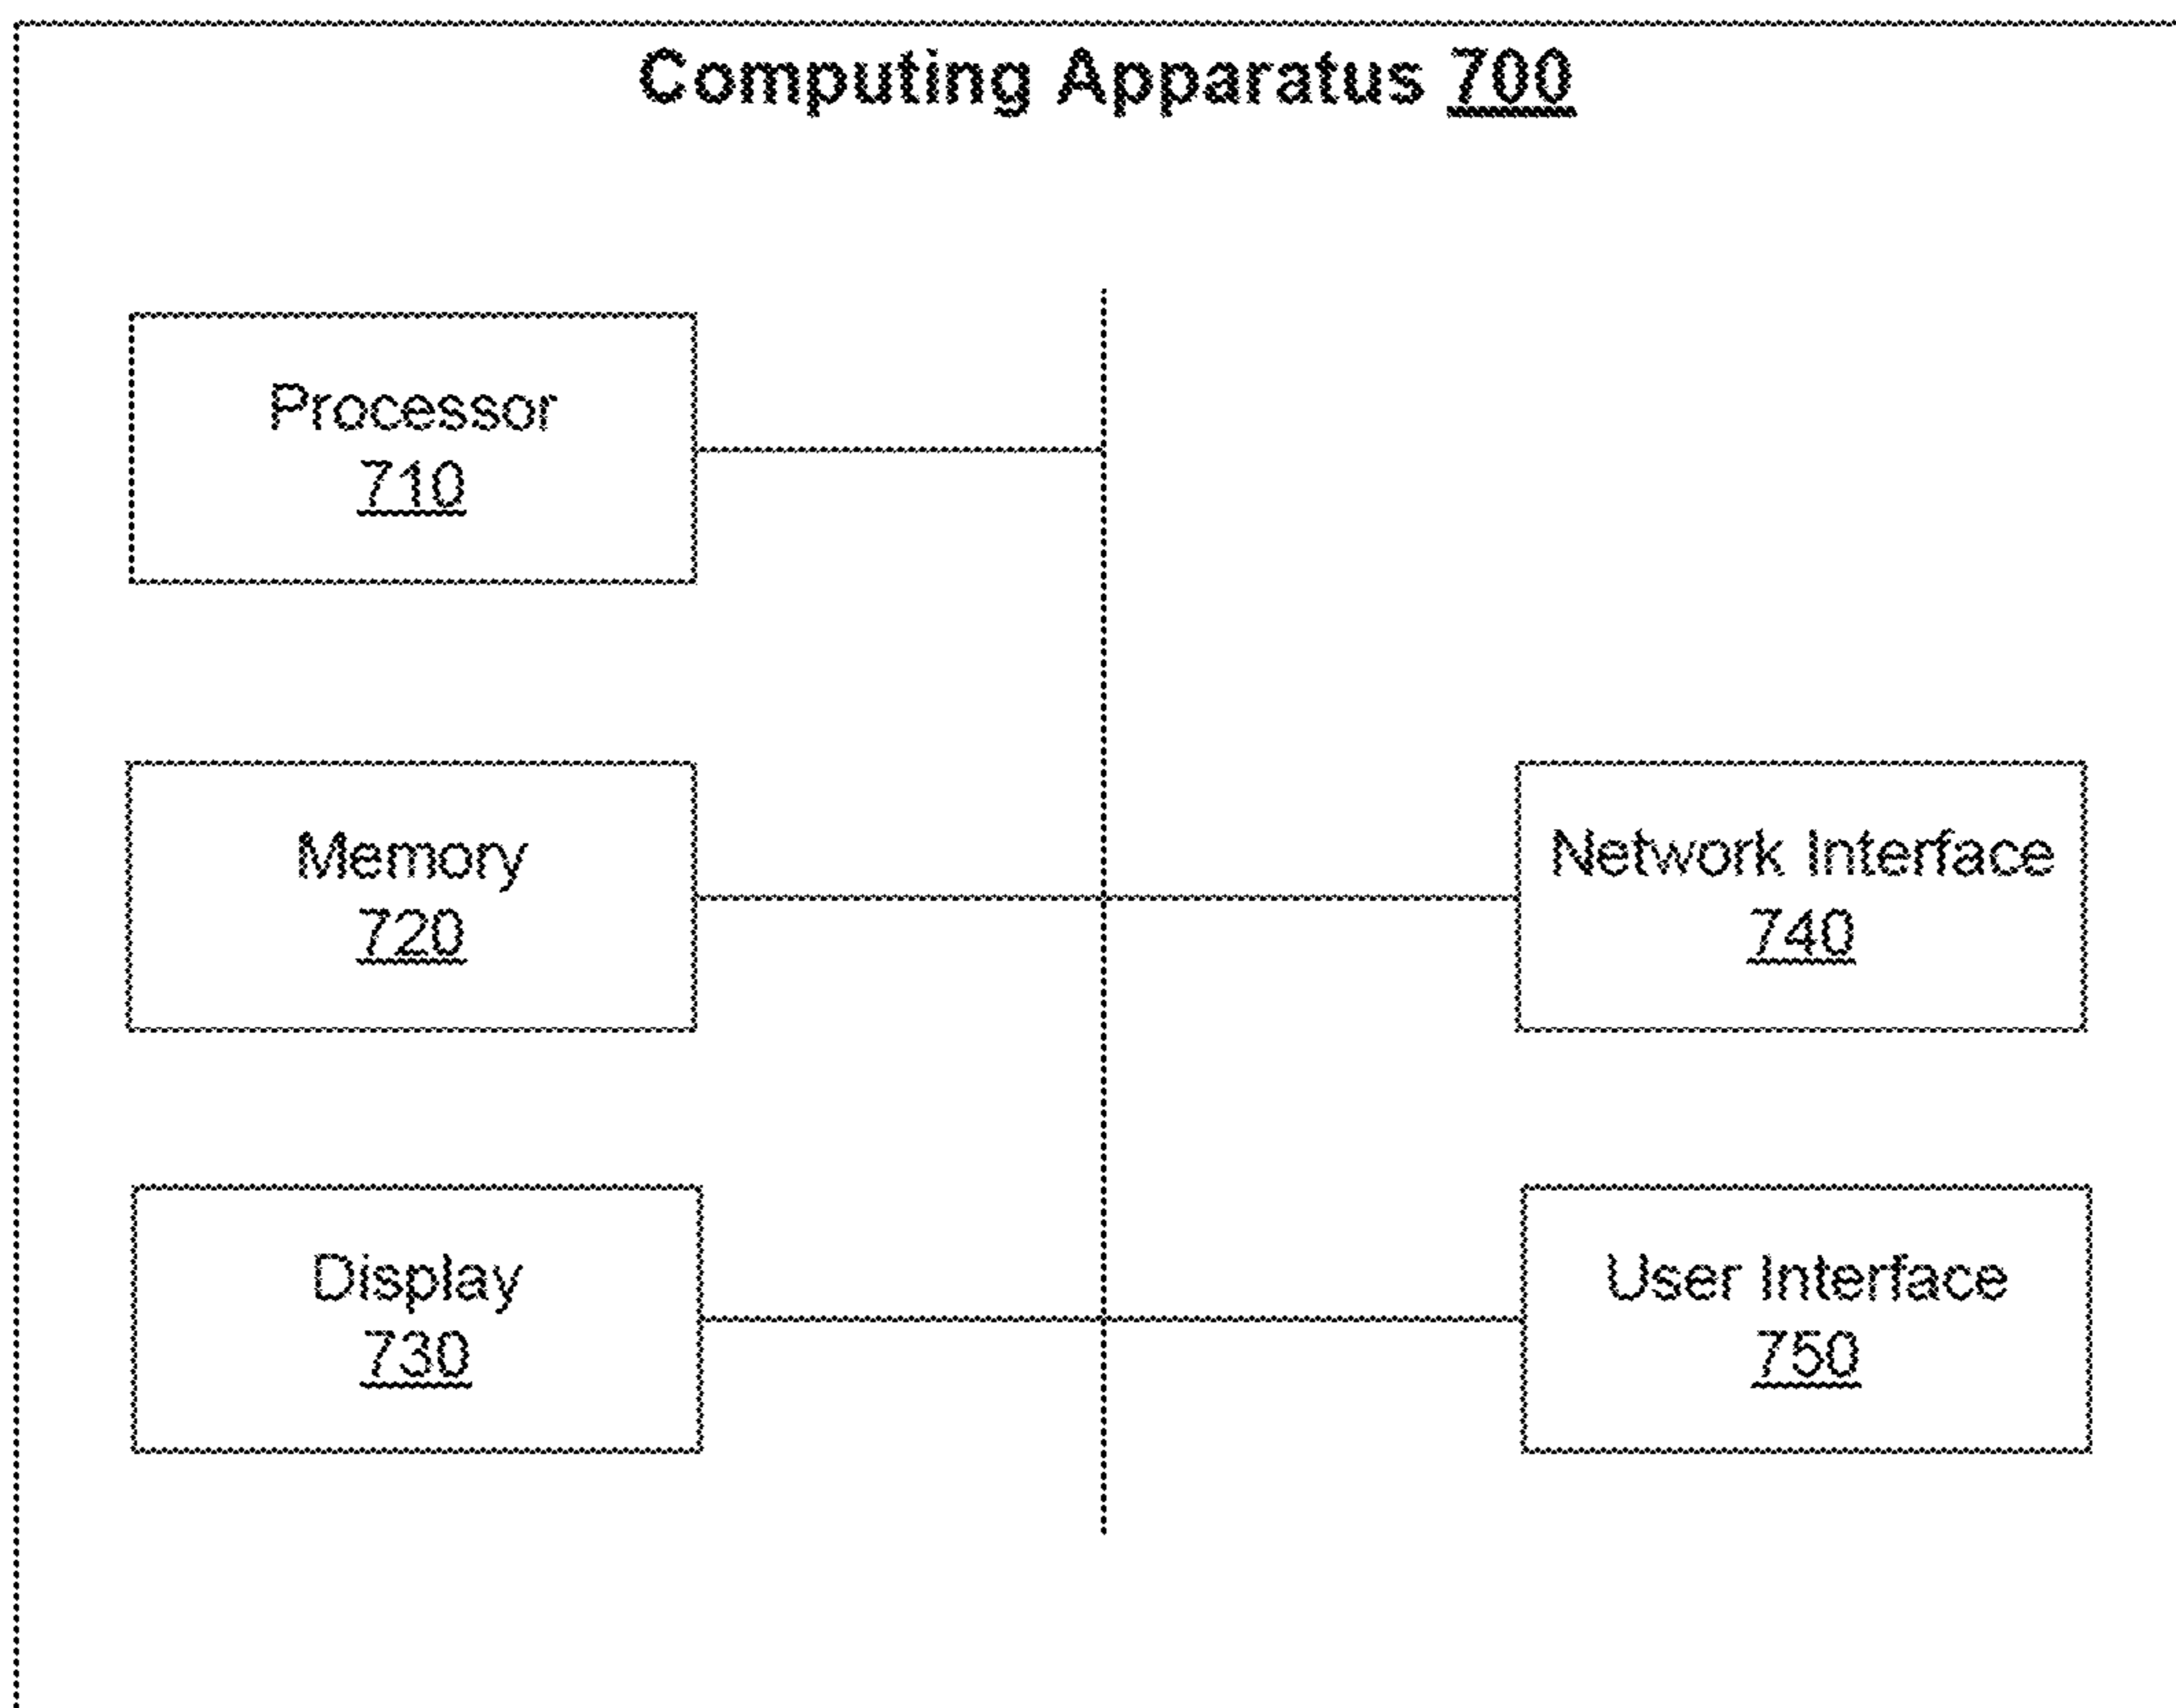 Computing Apparatus 700
Processor
710
Memory
720
Network Interface
740
Display
730
User Interface
750